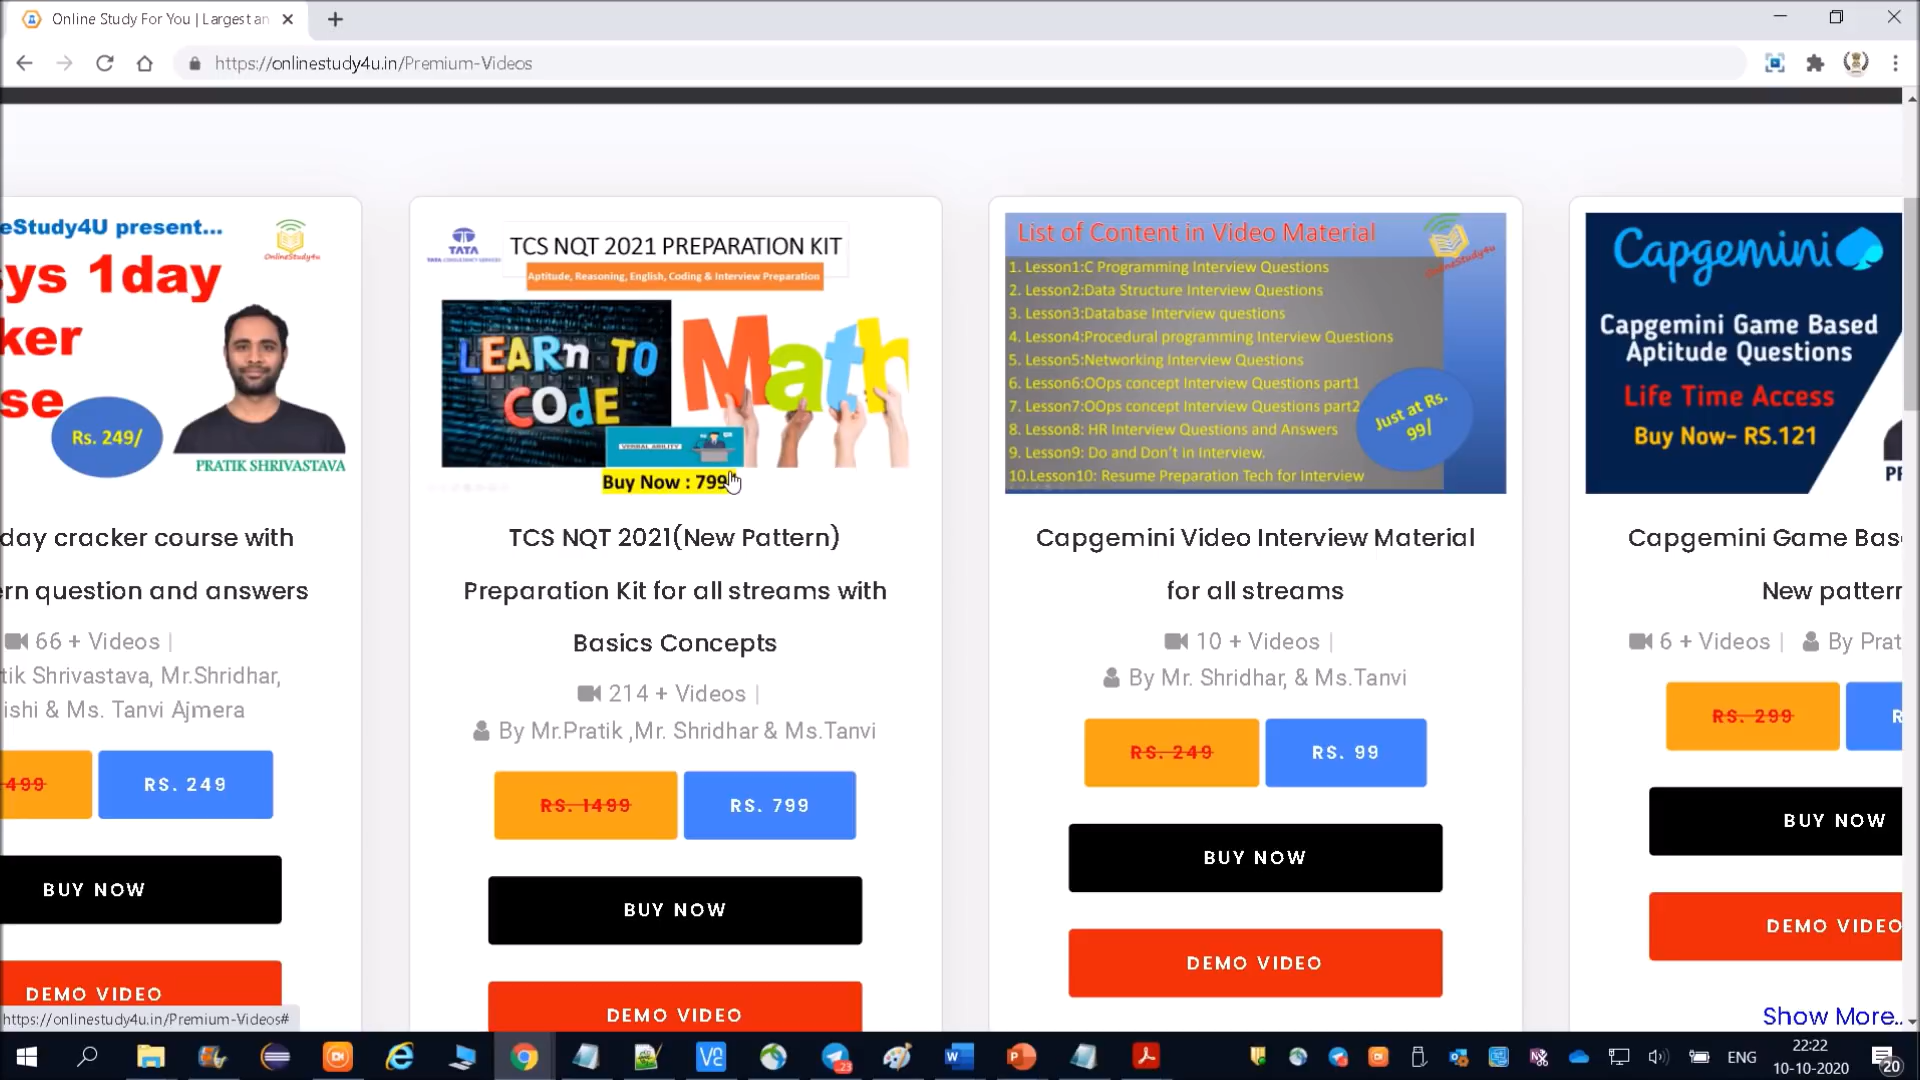 Online Study For You | Largest an
https://onlinestudy4u.in/Premium-Videos
eStudy4U present...
OnlineStudy4u
sys 1day
ker
se
Rs. 249/
PRATIK SHRIVASTAVA
day cracker course with
rn question and answers
66 + Videos |
tik Shrivastava, Mr.Shridhar,
ishi & Ms. Tanvi Ajmera
499
RS. 249
BUY NOW
DEMO VIDEO
https://onlinestudy4u.in/Premium-Videos#
TATA
TATA CONSULTANCY SERVICES
TCS NQT 2021 PREPARATION KIT
Aptitude, Reasoning, English, Coding & Interview Preparation
LEARn TO
CODE
Math
VERBAL ABILITY
Buy Now : 799
TCS NQT 2021(New Pattern)
Preparation Kit for all streams with
Basics Concepts
214 + Videos |
By Mr.Pratik ,Mr. Shridhar & Ms.Tanvi
RS. 1499
RS. 799
BUY NOW
DEMO VIDEO
List of Content in Video Material
OnlineStudy4u
1. Lesson1:C Programming Interview Questions
2. Lesson2:Data Structure Interview Questions
3. Lesson3:Database Interview questions
4. Lesson4:Procedural programming Interview Questions
5. Lesson5:Networking Interview Questions
6. Lesson6:OOps concept Interview Questions part1
7. Lesson7:OOps concept Interview Questions part2
8. Lesson8: HR Interview Questions and Answers
9. Lesson9: Do and Don't in Interview.
10.Lesson10: Resume Preparation Tech for Interview
Just at Rs.
99/
Capgemini Video Interview Material
for all streams
10 + Videos |
By Mr. Shridhar, & Ms.Tanvi
RS. 249
RS. 99
BUY NOW
DEMO VIDEO
Capgemini
Capgemini Game Based
Aptitude Questions
Life Time Access
Buy Now- RS.121
PF
Capgemini Game Bas
New patterr
6 + Videos | By Prat
RS. 299
R
BUY NOW
DEMO VIDEO
Show More..
23
ENG
22:22
10-10-2020
20